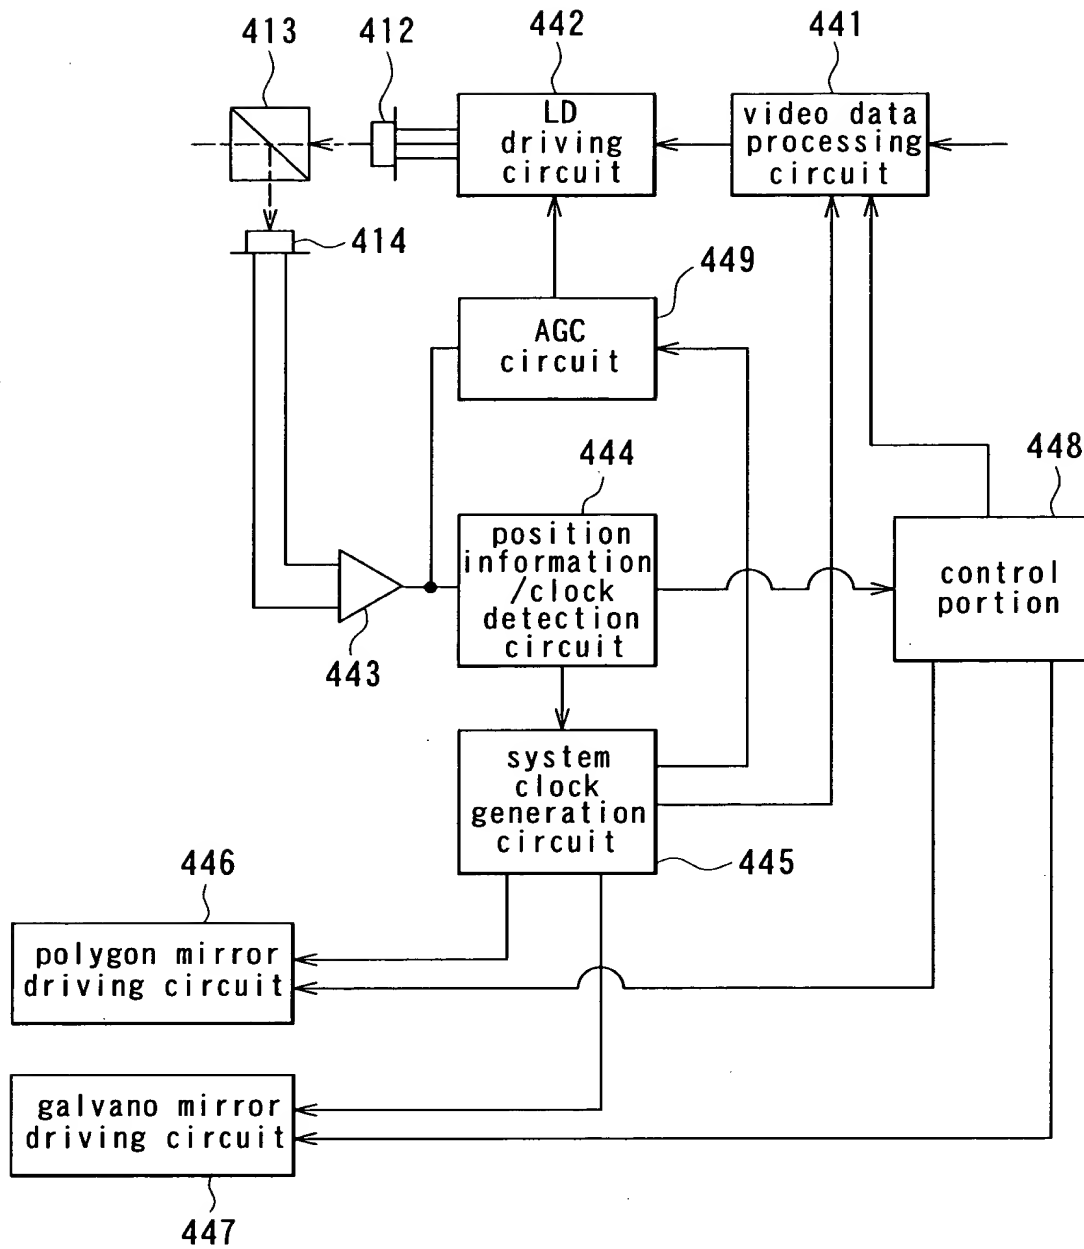 413
412
442
441
LD
driving
circuit
video data
processing
circuit
414
449
AGC
circuit
444
448
position
information
/clock
detection
circuit
control
portion
443
system
clock
generation
circuit
445
446
polygon mirror
driving circuit
galvano mirror
driving circuit
447